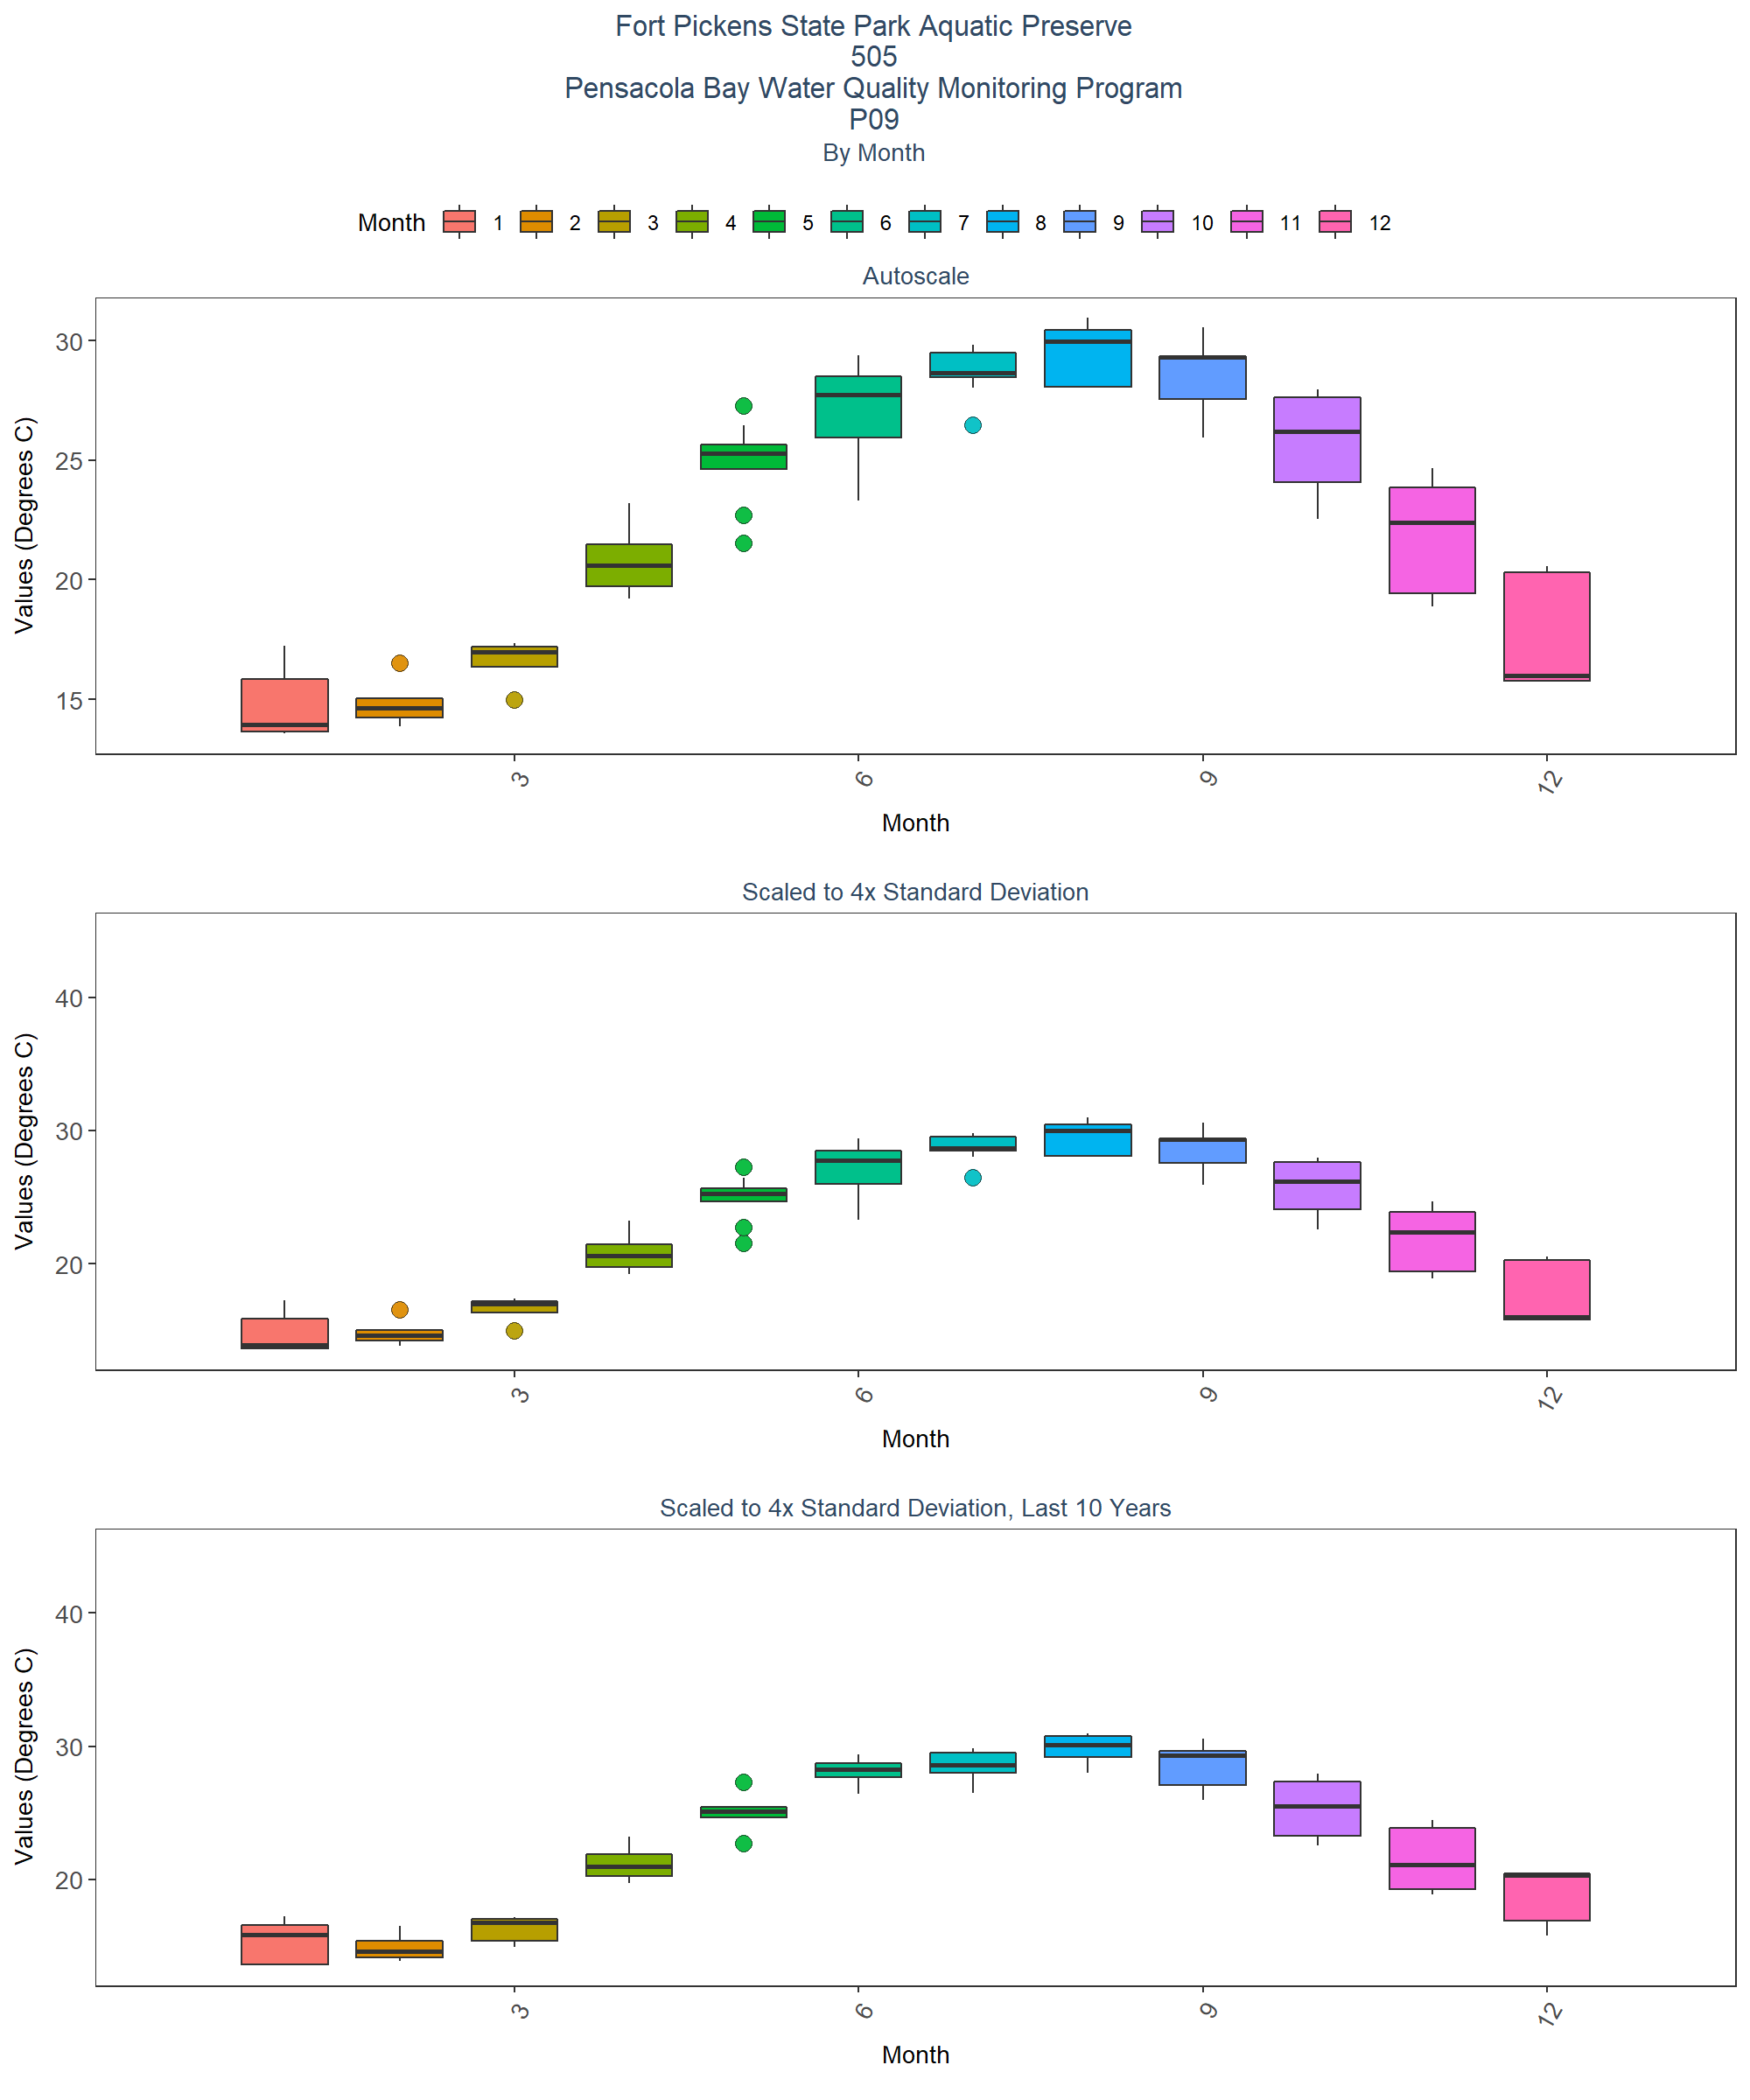 Fort Pickens State Park Aquatic Preserve
505
Pensacola Bay Water Quality Monitoring Program
P09
By Month
Month 1 2 3 4 5 6 7 8 9 10 11 12
Autoscale
Values (Degrees C)
30
25
20
15
3 6 9 12
Month
Scaled to 4x Standard Deviation
Values (Degrees C)
40
30
20
3 6 9 12
Month
Scaled to 4x Standard Deviation, Last 10 Years
Values (Degrees C)
40
30
20
3 6 9 12
Month